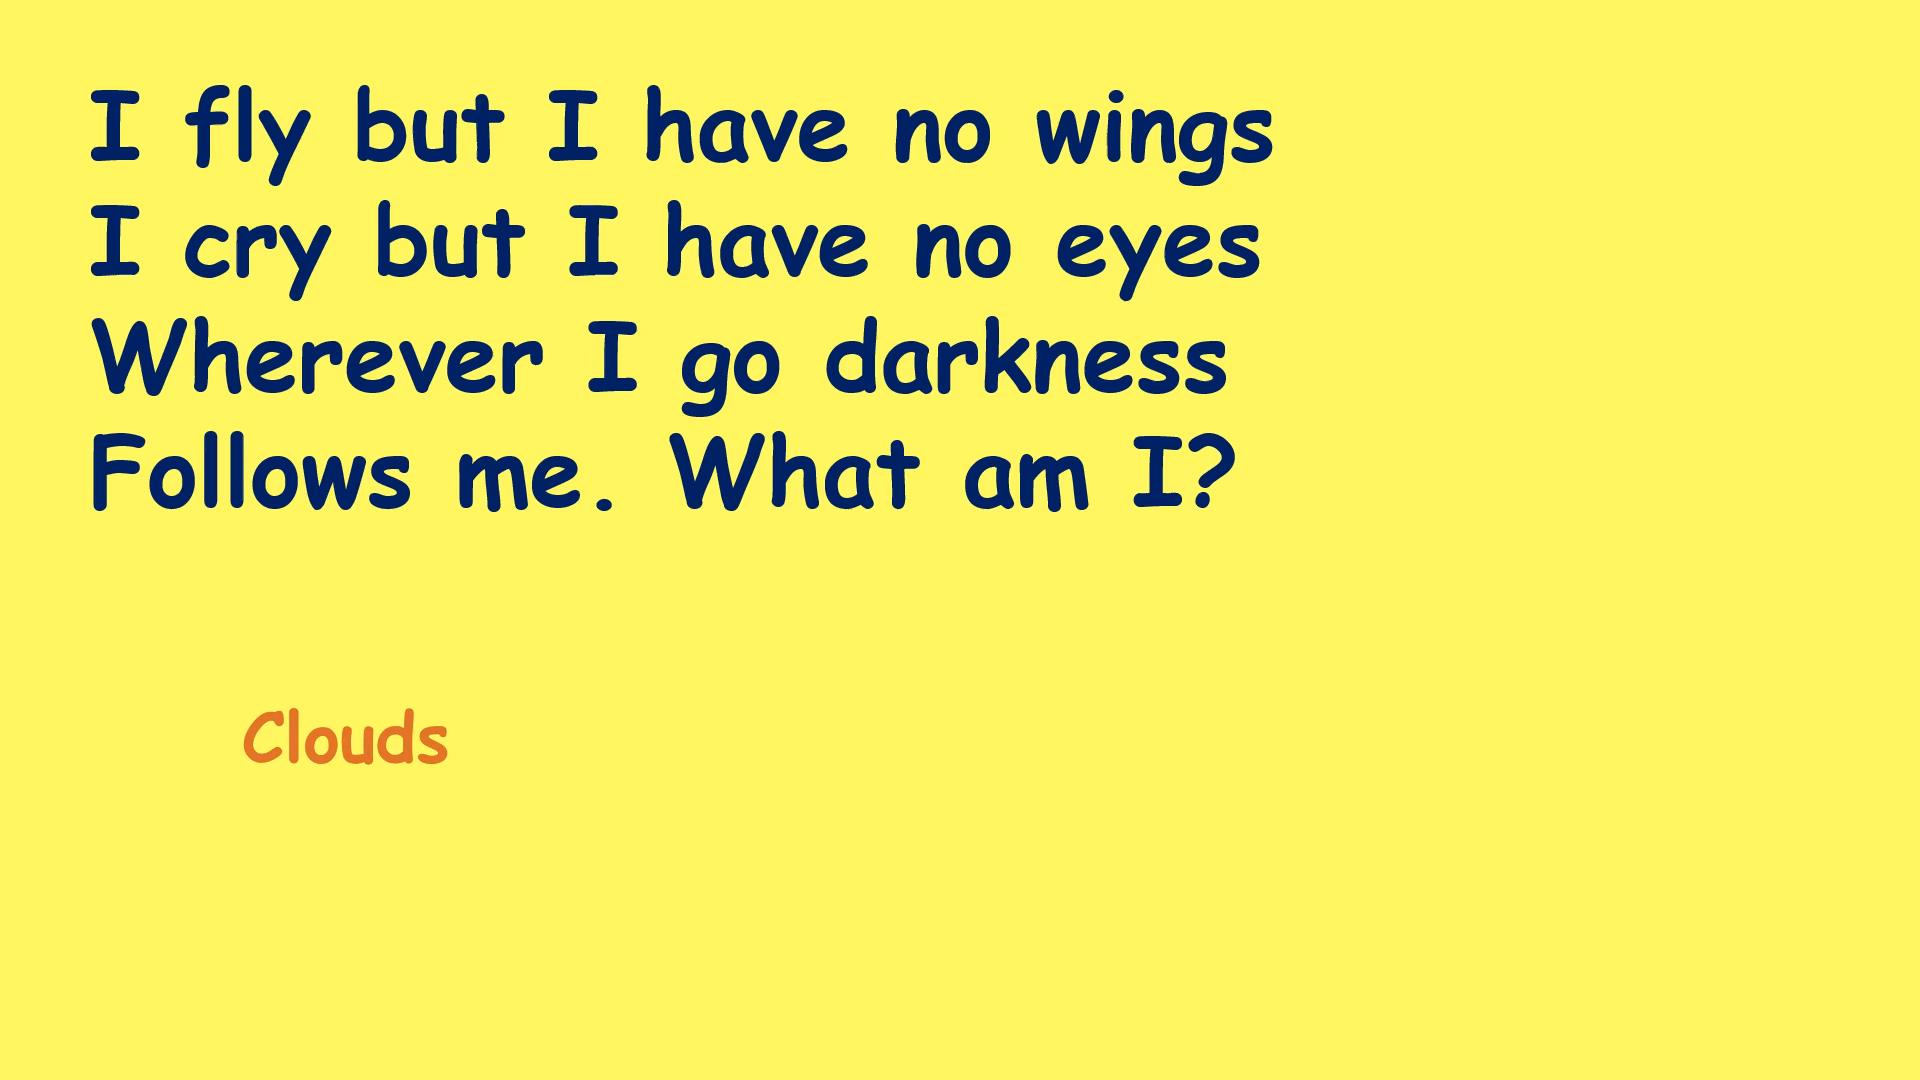 I fly but I have no wings
I cry but I have no eyes
Wherever I go darkness
Follows me. What am I?
Clouds